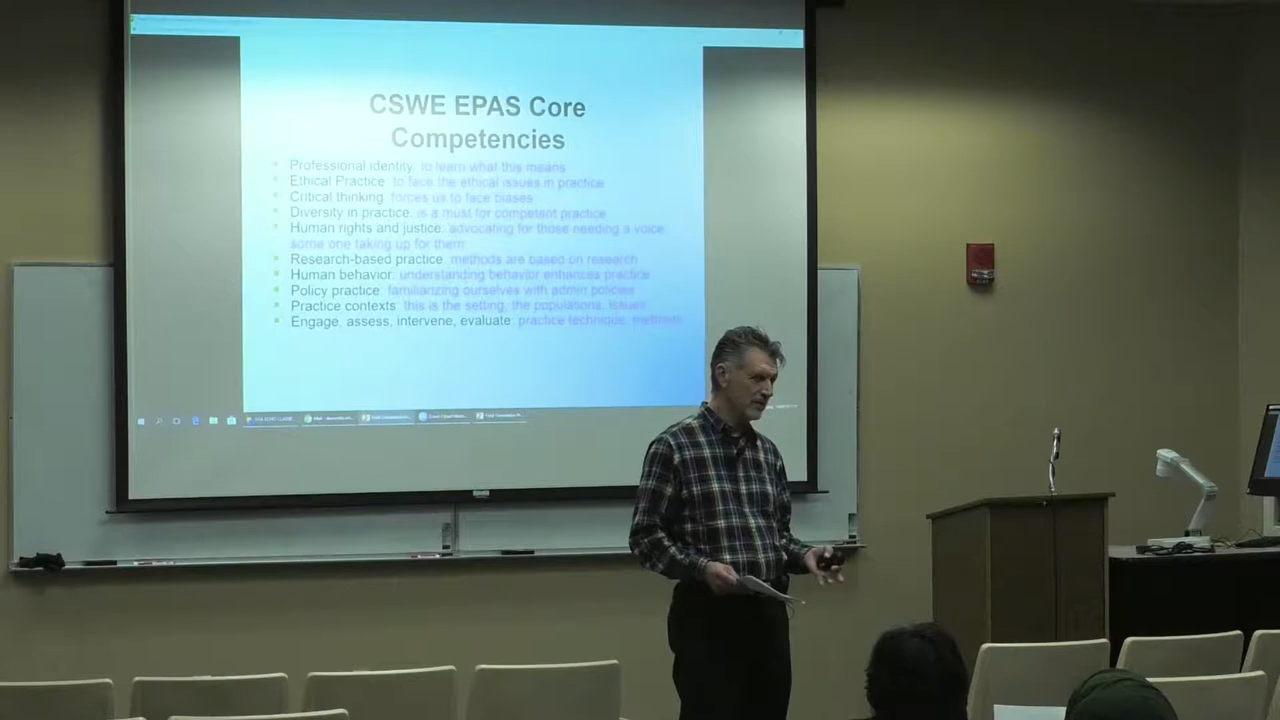 CSWE EPAS Core
Competencies
Professional identity: to learn what this means
Ethical Practice: to face the ethical issues in practice
Critical thinking: forces us to face biases
Diversity in practice: is a must for competent practice
Human rights and justice: advocating for those needing a voice
some one taking up for them
Research-based practice: methods are based on research
Human behavior: understanding behavior enhances practice
Policy practice: familiarizing ourselves with admin policies
Practice contexts: this is the setting, the populations, issues
Engage, assess, intervene, evaluate: practice technique, methods